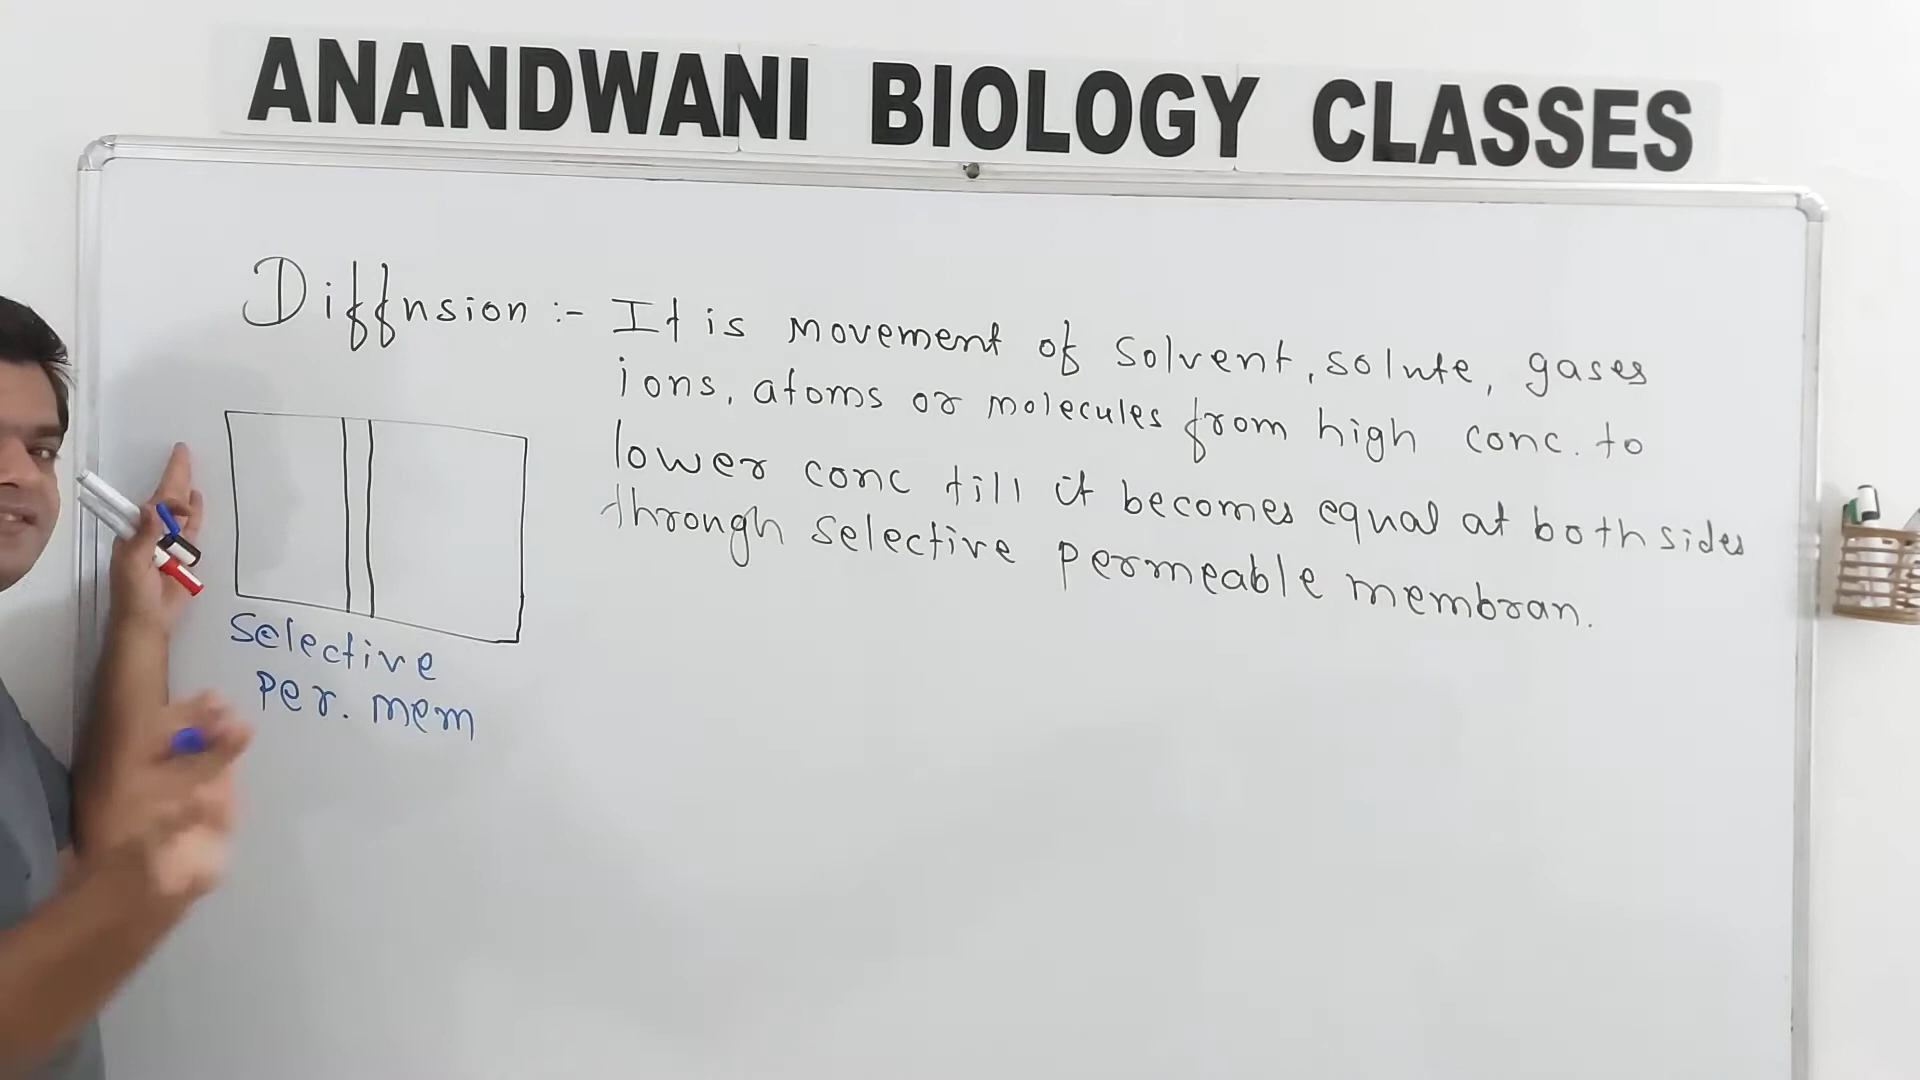 ANANDWANI BIOLOGY CLASSES
Diffusion :- It is movement of solvent, solute, gases
ions, atoms or molecules from high conc. to
lower conc till it becomes equal at both sides
through selective permeable membran.
Selective
Per. mem